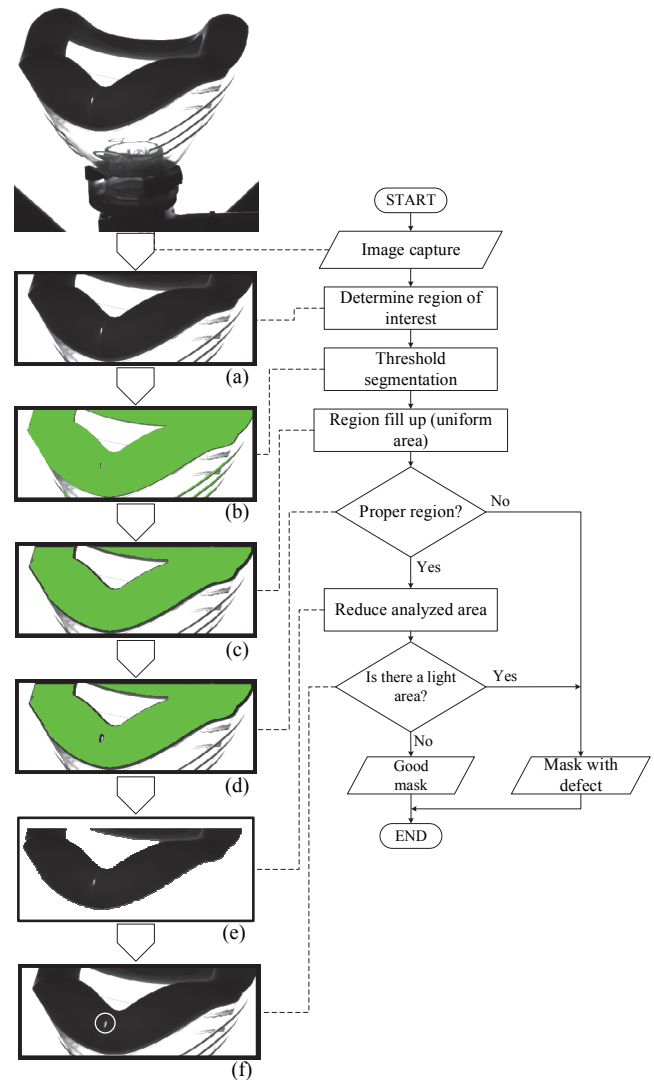 START
Image capture
Determine region of
interest
(a)
Threshold
segmentation
Region fill up (uniform
area)
(b)
Proper region?
No
Yes
(c)
Reduce analyzed area
Is there a light
area?
Yes
(d)
No
Good
mask
Mask with
defect
END
(e)
(f)